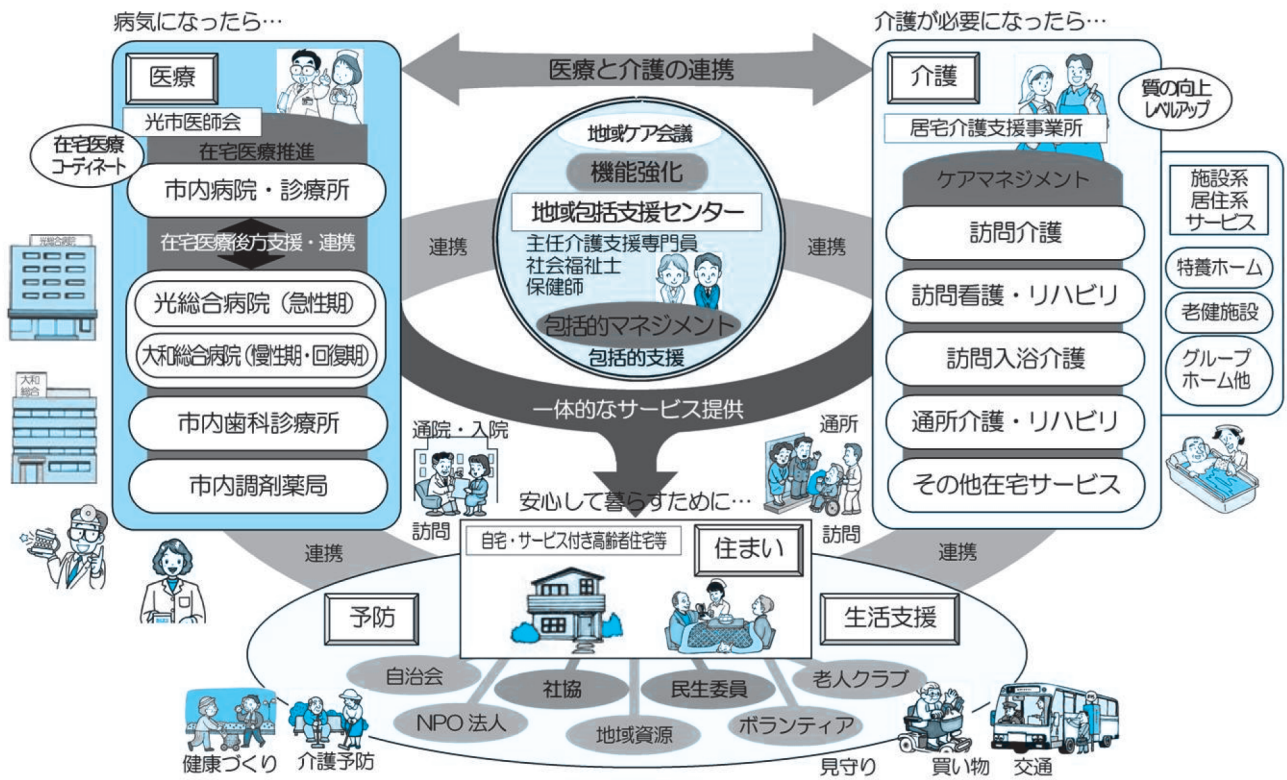 病気になったら…
介護が必要になったら…
医療
光市医師会
在宅医療
コーディネート
在宅医療推進
市内病院・診療所
在宅医療後方支援・連携
光総合病院（急性期）
大和総合病院（慢性期・回復期）
市内歯科診療所
市内調剤薬局
光総合病院
大和
総合
医療と介護の連携
地域ケア会議
機能強化
地域包括支援センター
主任介護支援専門員
社会福祉士
保健師
包括的マネジメント
包括的支援
連携
連携
一体的なサービス提供
介護
質の向上
レベルアップ
居宅介護支援事業所
ケアマネジメント
訪問介護
訪問看護・リハビリ
訪問入浴介護
通所介護・リハビリ
その他在宅サービス
施設系
居住系
サービス
特養ホーム
老健施設
グループ
ホーム他
通院・入院
訪問
通所
訪問
安心して暮らすために…
自宅・サービス付き高齢者住宅等
住まい
連携
連携
予防
生活支援
自治会
社協
民生委員
老人クラブ
NPO法人
地域資源
ボランティア
健康づくり
介護予防
見守り
買い物
交通